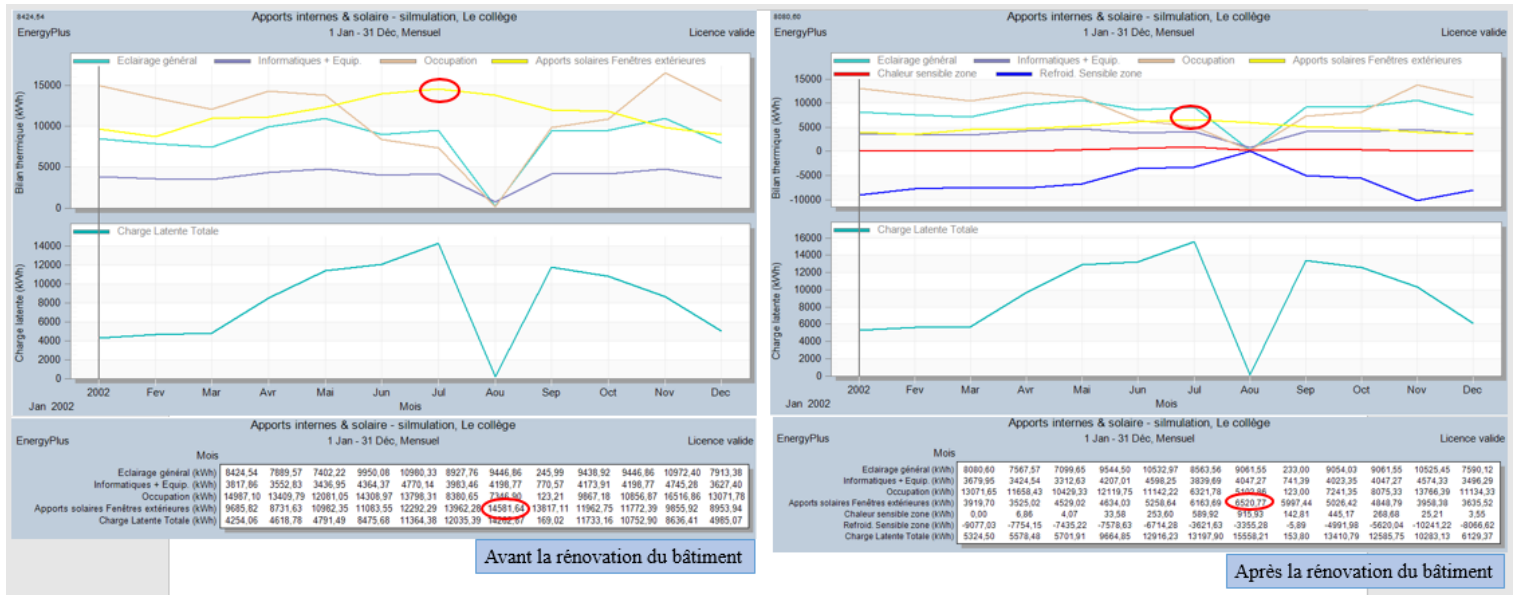 8424,54
Apports internes & solaire - silmulation, Le collège
EnergyPlus
1 Jan - 31 Déc, Mensuel
Licence valide
Eclairage général Informatiques + Equip. Occupation Apports solaires Fenêtres extérieures
Bilan thermique (kWh)
15000
10000
5000
0
Charge Latente Totale
Charge latente (kWh)
14000
12000
10000
8000
6000
4000
2000
0
2002 Fev Mar Avr Mai Jun Jul Aou Sep Oct Nov Dec
Jan 2002
Mois
Apports internes & solaire - silmulation, Le collège
EnergyPlus
1 Jan - 31 Déc, Mensuel
Licence valide
Mois
Eclairage général (kWh) 8424,54 7889,57 7402,22 9950,08 10980,33 8927,76 9446,86 245,99 9438,92 9446,86 10972,40 7913,38
Informatiques + Equip. (kWh) 3817,86 3552,83 3436,95 4364,37 4770,14 3983,46 4198,77 770,57 4173,91 4198,77 4745,28 3627,40
Occupation (kWh) 14987,10 13409,79 12081,05 14308,97 13798,31 8380,65 7346,90 123,21 9867,18 10856,87 16516,86 13071,78
Apports solaires Fenêtres extérieures (kWh) 9685,82 8731,63 10982,35 11083,55 12292,29 13962,28 14581,64 13817,11 11962,75 11772,39 9855,92 8953,94
Charge Latente Totale (kWh) 4254,06 4618,78 4791,49 8475,68 11364,38 12035,39 169,02 11733,16 10752,90 8636,41 4985,07
Avant la rénovation du bâtiment
8080,60
Apports internes & solaire - silmulation, Le collège
EnergyPlus
1 Jan - 31 Déc, Mensuel
Licence valide
Eclairage général Informatiques + Equip. Occupation Apports solaires Fenêtres extérieures
Chaleur sensible zone Refroid. Sensible zone
Bilan thermique (kWh)
15000
10000
5000
0
-5000
-10000
Charge Latente Totale
Charge latente (kWh)
16000
14000
12000
10000
8000
6000
4000
2000
0
2002 Fev Mar Avr Mai Jun Jul Aou Sep Oct Nov Dec
Jan 2002
Mois
Apports internes & solaire - silmulation, Le collège
EnergyPlus
1 Jan - 31 Déc, Mensuel
Licence valide
Mois
Eclairage général (kWh) 8080,60 7567,57 7099,65 9544,50 10532,97 8563,56 9061,55 233,00 9054,03 9061,55 10525,45 7590,12
Informatiques + Equip. (kWh) 3679,95 3424,54 3312,63 4207,01 4598,25 3839,69 4047,27 741,39 4023,35 4047,27 4574,33 3496,29
Occupation (kWh) 13071,65 11658,43 10429,33 12119,75 11142,22 6321,78 123,00 7241,35 8075,33 13766,39 11134,33
Apports solaires Fenêtres extérieures (kWh) 3919,70 3525,02 4529,02 4634,03 5258,64 6163,69 6520,77 5997,44 5026,42 4848,79 3958,38 3635,52
Chaleur sensible zone (kWh) 0,00 6,86 4,07 33,58 253,60 589,92 915,93 142,81 445,17 268,68 25,21 3,55
Refroid. Sensible zone (kWh) -9077,03 -7754,15 -7435,22 -7578,63 -6714,28 -3621,63 -3355,28 -5,89 -4991,98 -5620,04 -10241,22 -8066,62
Charge Latente Totale (kWh) 5324,50 5578,48 5701,91 9664,85 12916,23 13197,90 15558,21 153,80 13410,79 12585,75 10283,13 6129,37
Après la rénovation du bâtiment